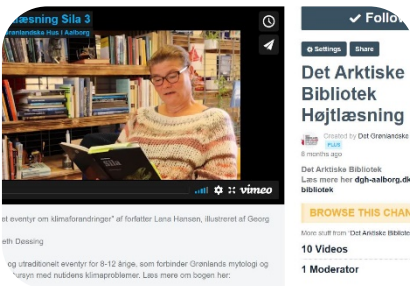 læsning Sila 3
Grønlandske Hus i Aalborg
vimeo
et eventyr om klimaforandringer" af forfatter Lana Hansen, illustreret af Georg
eth Døssing
og utraditionelt eventyr for 8-12 årige, som forbinder Grønlands mytologi og
ursyn med nutidens klimaproblemer. Læs mere om bogen her:
Follow
Settings
Share
Det Arktiske
Bibliotek
Højtlæsning
Created by Det Grønlandske
PLUS
8 months ago
Det Arktiske Bibliotek
Læs mere her dgh-aalborg.dk
bibliotek
BROWSE THIS CHAN
More stuff from "Det Arktiske Bibliote
10 Videos
1 Moderator